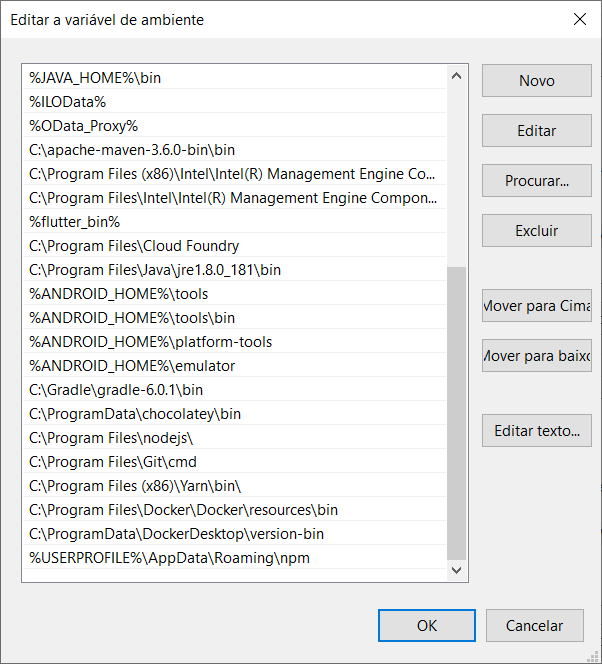 Editar a variável de ambiente
%JAVA_HOME%\bin
%ILOData%
%OData_Proxy%
C:\apache-maven-3.6.0-bin\bin
C:\Program Files (x86)\Intel\Intel(R) Management Engine Co...
C:\Program Files\Intel\Intel(R) Management Engine Compon...
%flutter_bin%
C:\Program Files\Cloud Foundry
C:\Program Files\Java\jre1.8.0_181\bin
%ANDROID_HOME%\tools
%ANDROID_HOME%\tools\bin
%ANDROID_HOME%\platform-tools
%ANDROID_HOME%\emulator
C:\Gradle\gradle-6.0.1\bin
C:\ProgramData\chocolatey\bin
C:\Program Files\nodejs\
C:\Program Files\Git\cmd
C:\Program Files (x86)\Yarn\bin\
C:\Program Files\Docker\Docker\resources\bin
C:\ProgramData\DockerDesktop\version-bin
%USERPROFILE%\AppData\Roaming\npm
Novo
Editar
Procurar...
Excluir
Mover para Cima
Mover para baixo
Editar texto...
OK
Cancelar